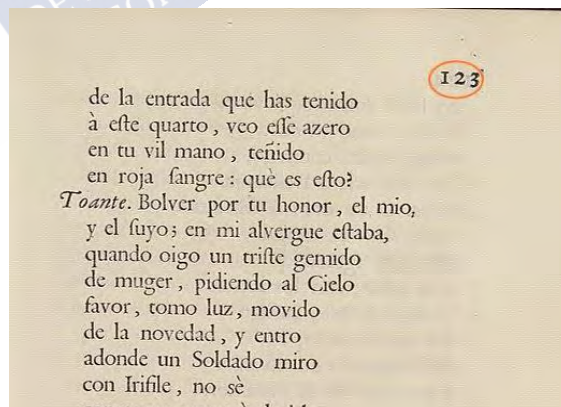 123
de la entrada que has tenido
à eſte quarto, veo eſſe azero
en tu vil mano, teñido
en roja ſangre: què es eſto?
Toante. Bolver por tu honor, el mio,
y el ſuyo; en mi alvergue eſtaba,
quando oigo un triſte gemido
de muger, pidiendo al Cielo
favor, tomo luz, movido
de la novedad, y entro
adonde un Soldado miro
con Irifile, no sè